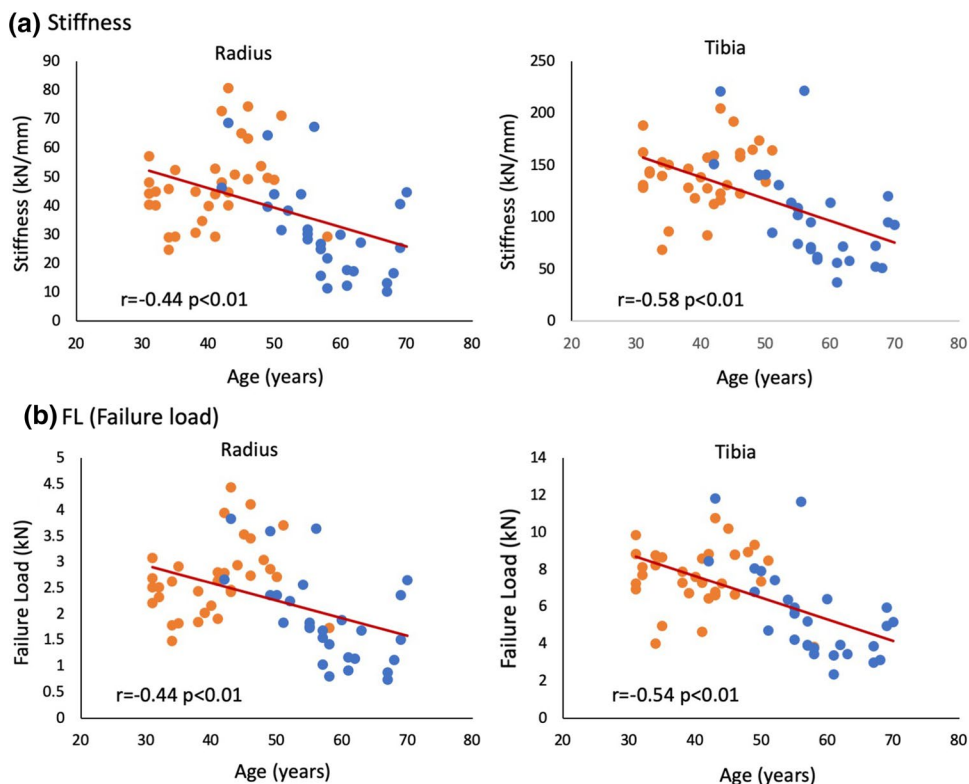 (a) Stiffness
Radius
Tibia
Stiffness (kN/mm)
90
80
70
60
50
40
30
20
10
0
r=-0.44 p<0.01
20 30 40 50 60 70 80
Age (years)
Stiffness (kN/mm)
250
200
150
100
50
0
r=-0.58 p<0.01
20 30 40 50 60 70 80
Age (years)
(b) FL (Failure load)
Radius
Tibia
Failure Load (kN)
5
4.5
4
3.5
3
2.5
2
1.5
1
0.5
0
r=-0.44 p<0.01
20 30 40 50 60 70 80
Age (years)
Failure Load (kN)
14
12
10
8
6
4
2
0
r=-0.54 p<0.01
20 30 40 50 60 70 80
Age (years)